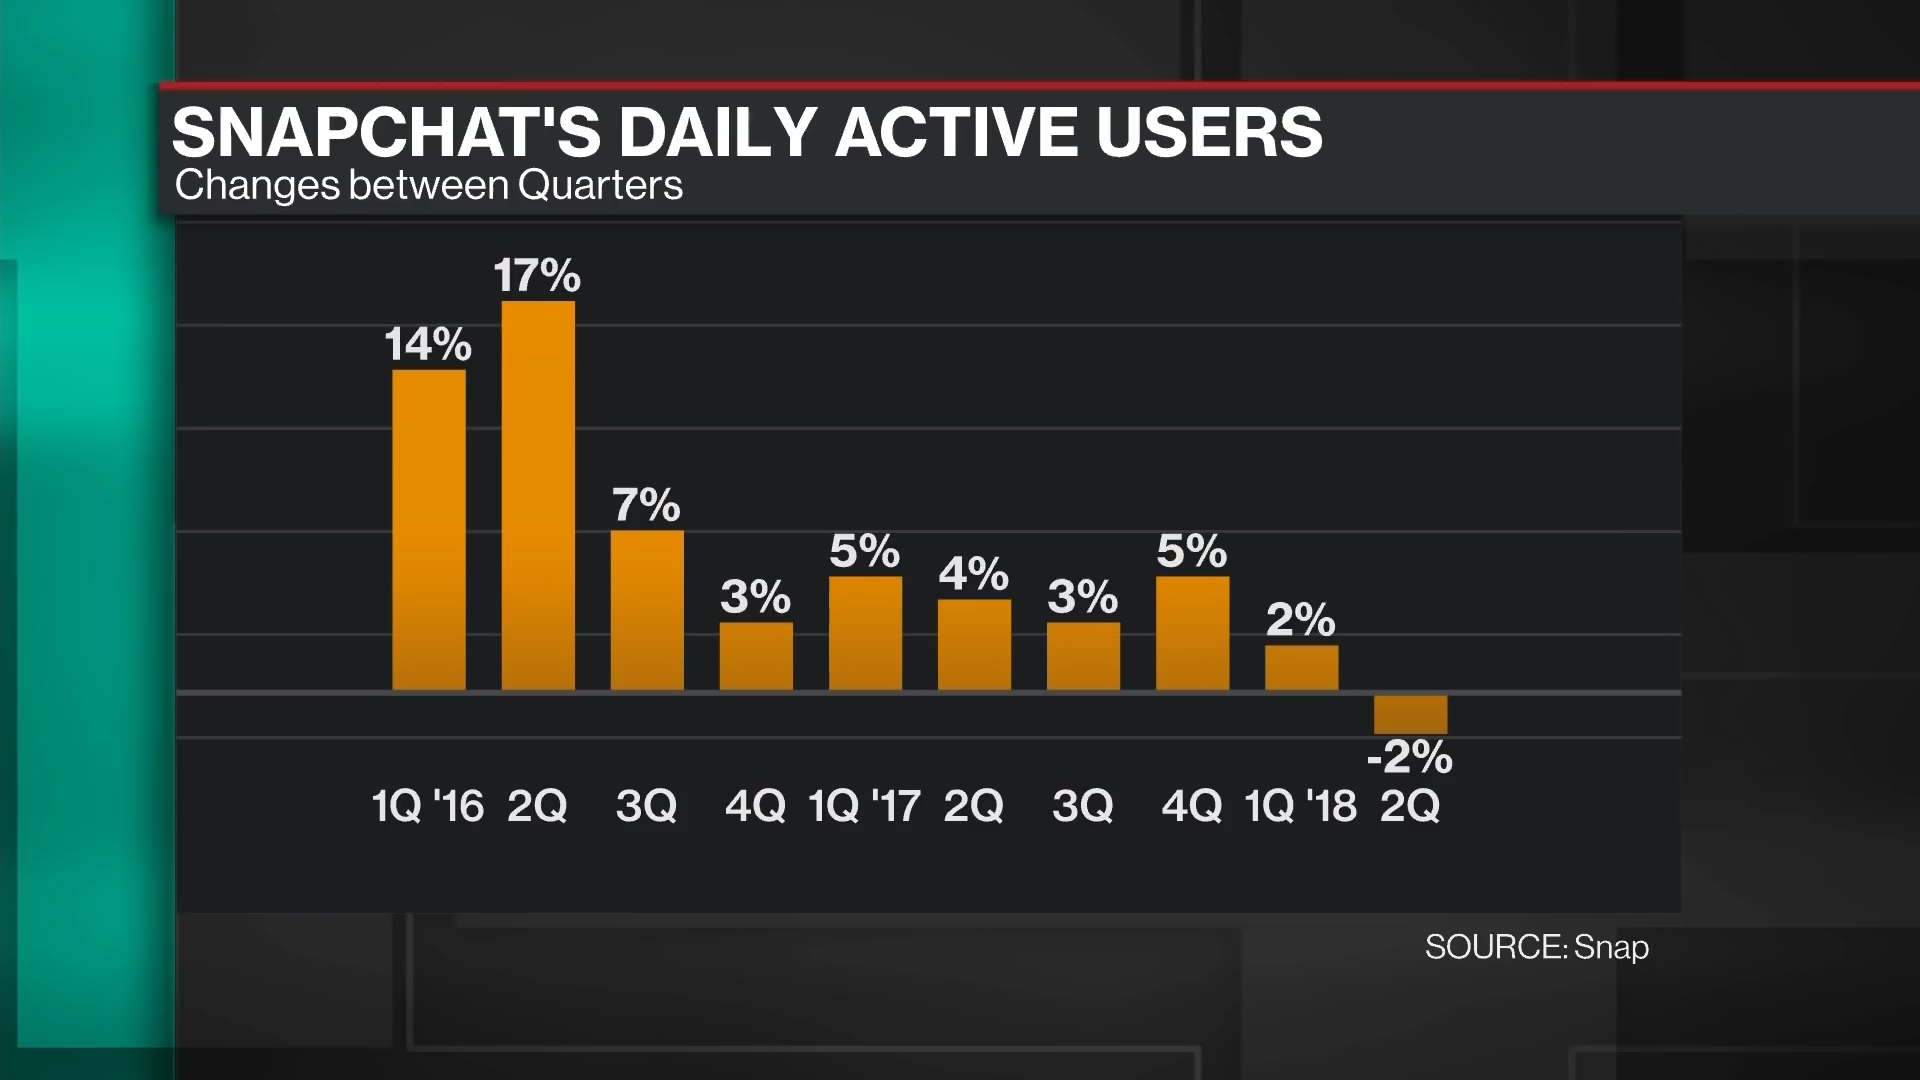 SNAPCHAT'S DAILY ACTIVE USERS
Changes between Quarters
17%
14%
7%
5%
5%
4%
3%
3%
2%
-2%
1Q '16 2Q 3Q 4Q 1Q '17 2Q 3Q 4Q 1Q '18 2Q
SOURCE: Snap